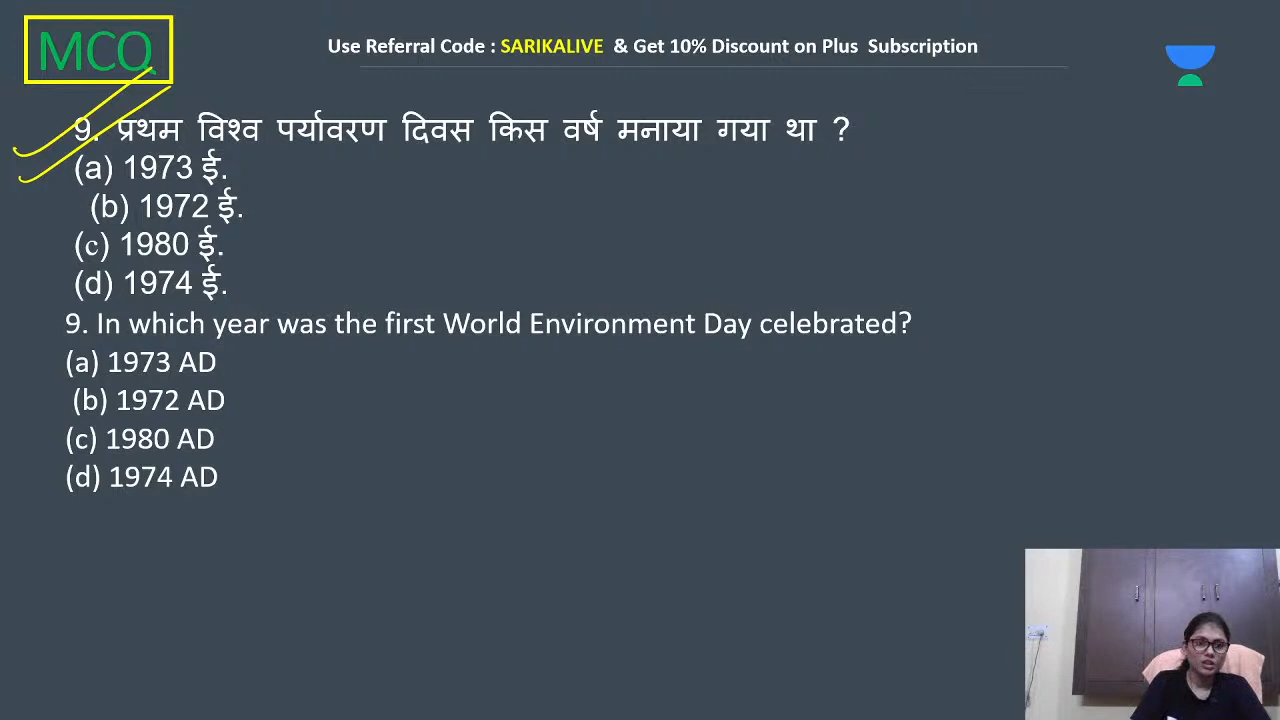 MCQ
Use Referral Code : SARIKALIVE & Get 10% Discount on Plus Subscription
9. प्रथम विश्व पर्यावरण दिवस किस वर्ष मनाया गया था ?
(a) 1973 ई.
(b) 1972 ई.
(c) 1980 ई.
(d) 1974 ई.
9. In which year was the first World Environment Day celebrated?
(a) 1973 AD
(b) 1972 AD
(c) 1980 AD
(d) 1974 AD